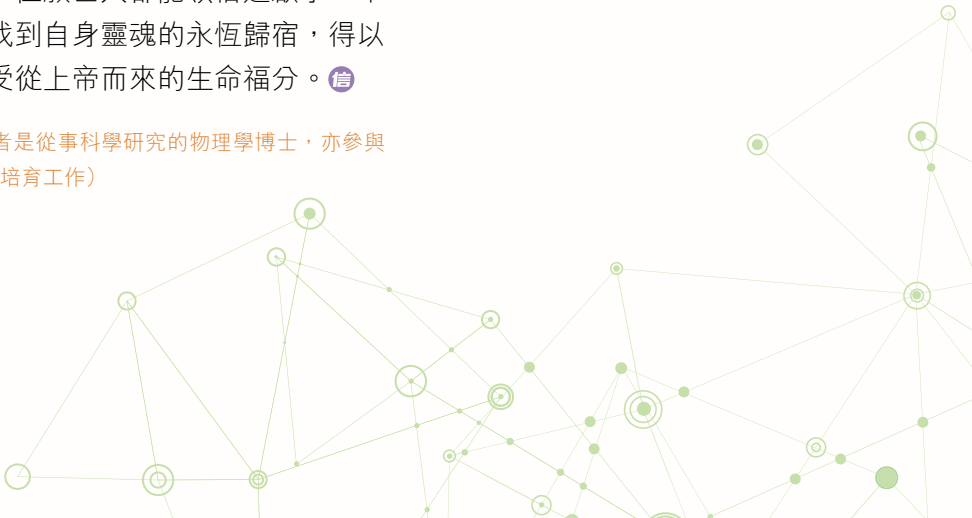 找到自身靈魂的永恆歸宿，得以
受從上帝而來的生命福分。信
者是從事科學研究的物理學博士，亦參與
培育工作）